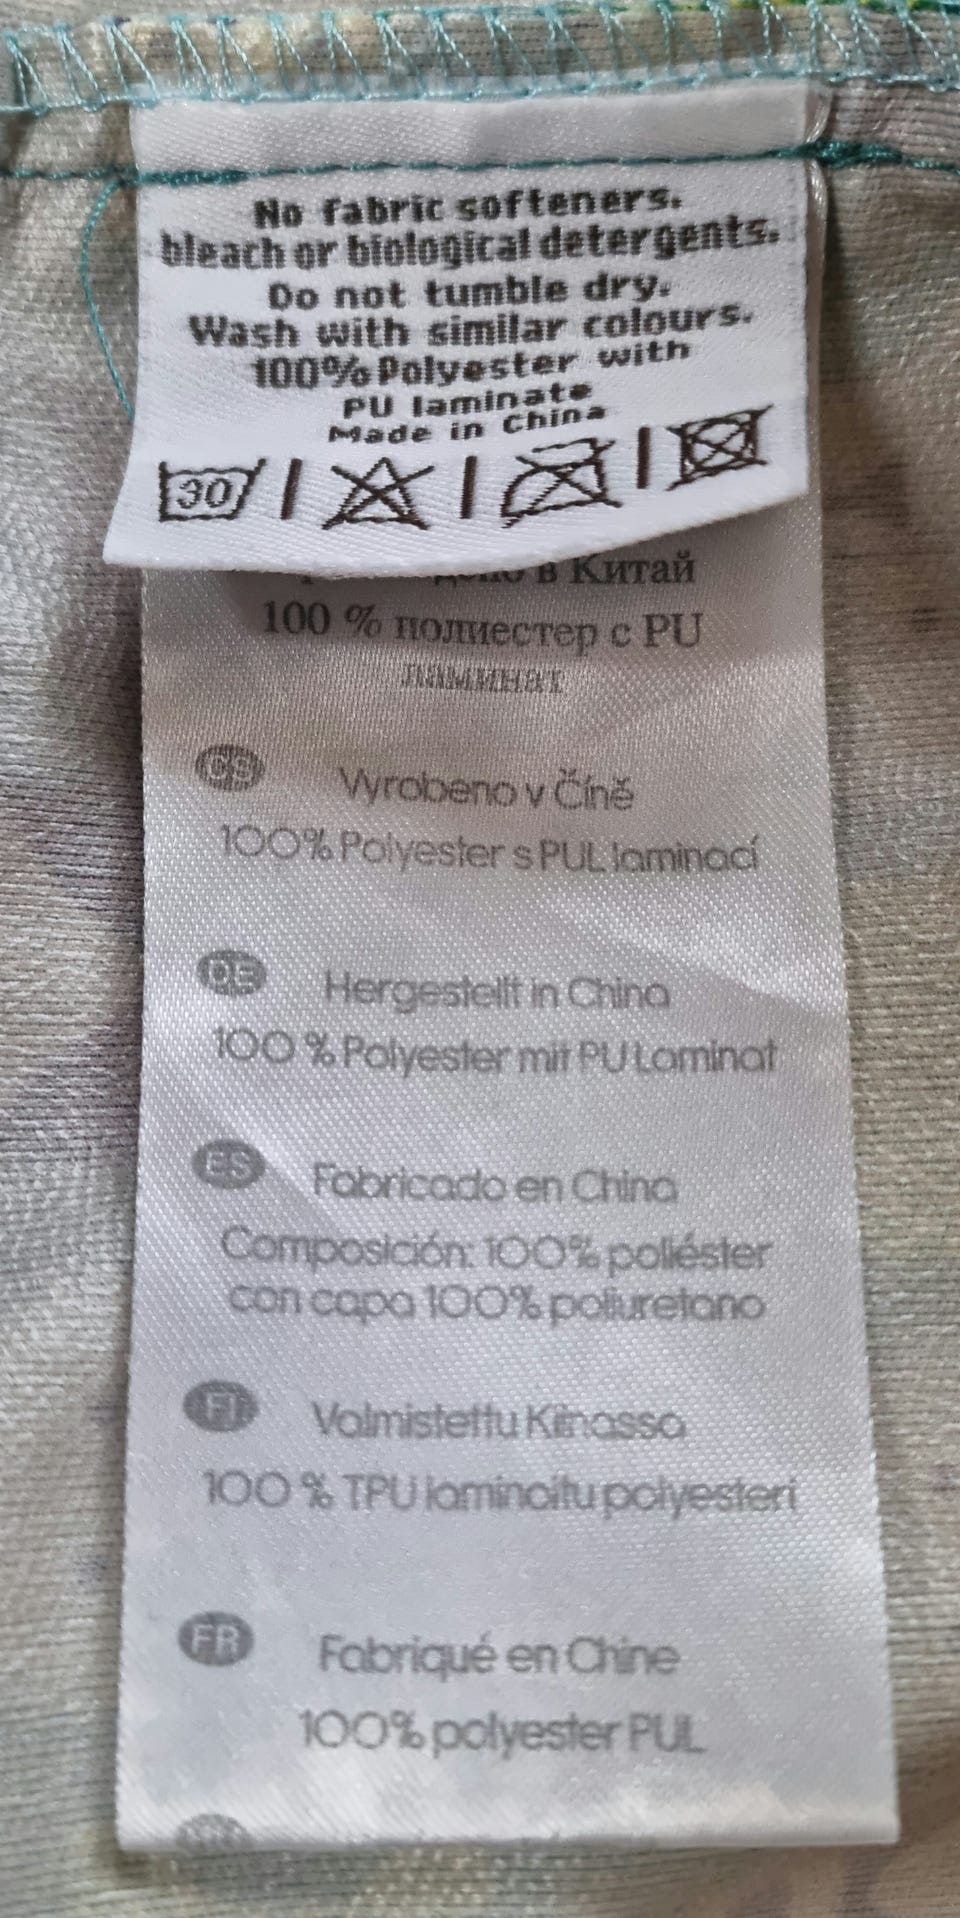 No fabric softeners.
bleach or biological detergents.
Do not tumble dry.
Wash with similar colours.
100% Polyester with
PU laminate
Made in China
30
в Китай
100 % полиестер с PU
ламинат
CS Vyrobeno v Číně
100% Polyester s PUL laminací
DE Hergestellt in China
100 % Polyester mit PU Laminat
ES Fabricado en China
Composición: 100% poliéster
con capa 100% poliuretano
FI Valmistettu Kiinassa
100 % TPU laminoitu polyesteri
FR Fabriqué en Chine
100% polyester PUL